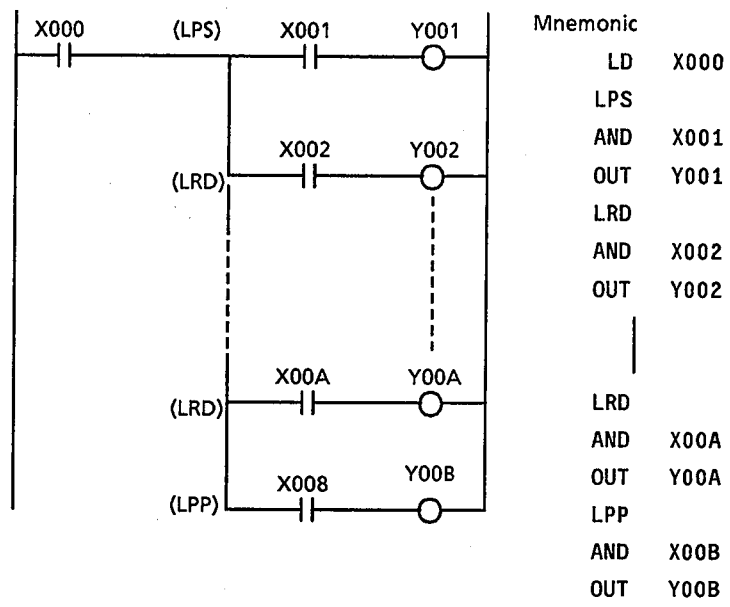 X000 (LPS) X001 Y001
X002 Y002
(LRD)
X00A Y00A
(LRD)
X008 Y00B
(LPP)
Mnemonic
LD X000
LPS
AND X001
OUT Y001
LRD
AND X002
OUT Y002
LRD
AND X00A
OUT Y00A
LPP
AND X00B
OUT Y00B